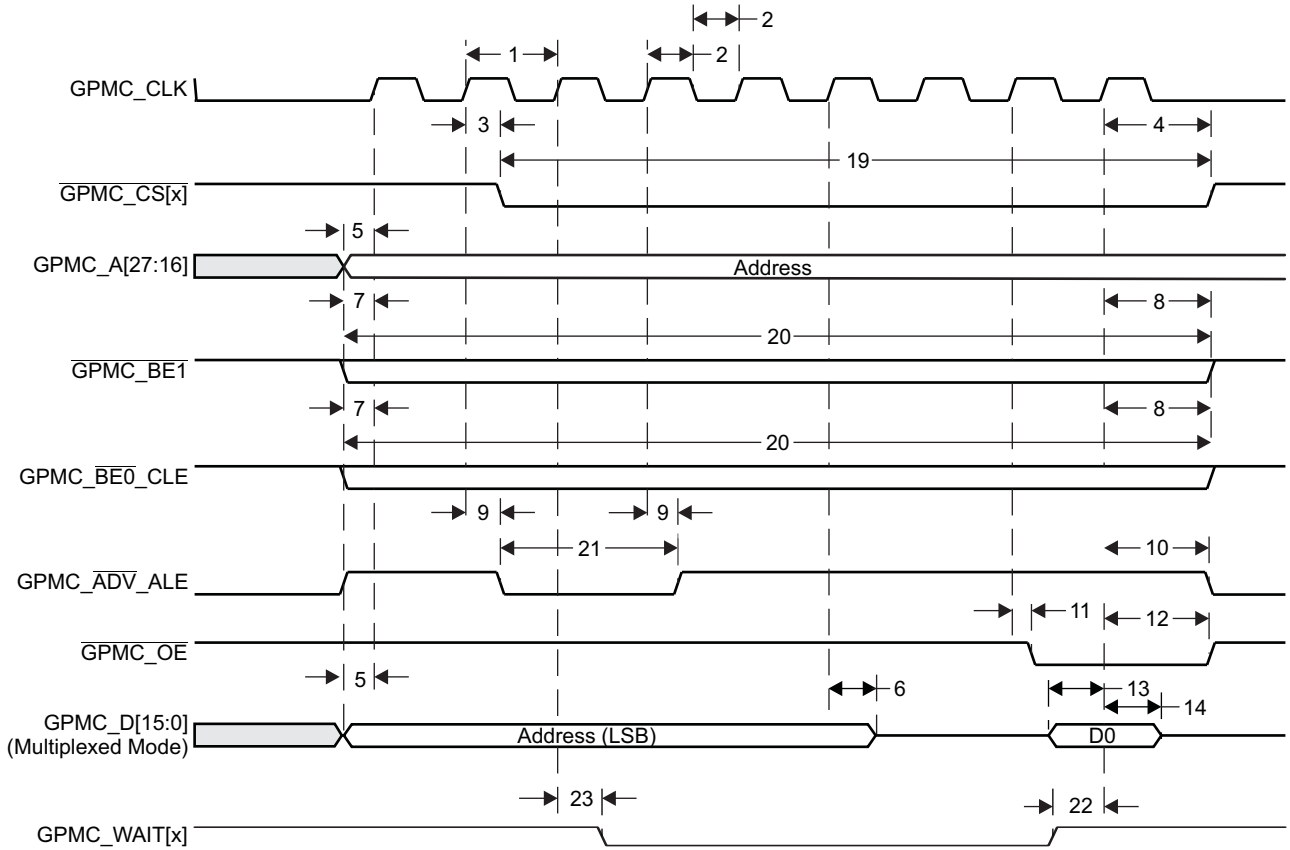 2
1
2
GPMC_CLK
3
4
19
GPMC_CS[x]
5
GPMC_A[27:16]
Address
7
8
20
GPMC_BE1
7
8
20
GPMC_BE0_CLE
9
9
21
10
GPMC_ADV_ALE
11
12
GPMC_OE
5
6
13
14
GPMC_D[15:0]
(Multiplexed Mode)
Address (LSB)
D0
23
22
GPMC_WAIT[x]